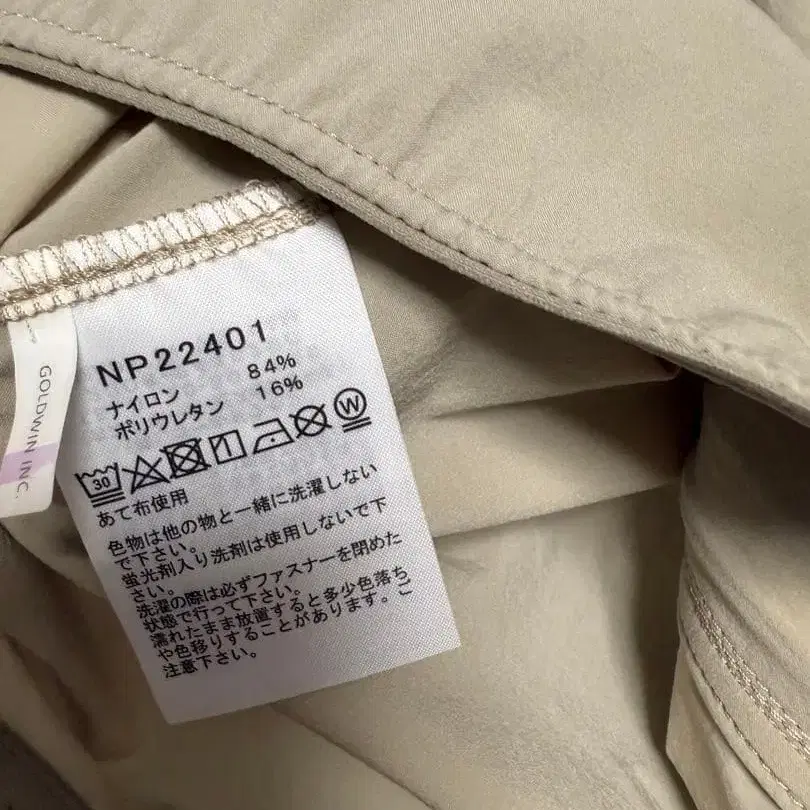 GOLDWIN INC.
NP22401
ナイロン 84%
ポリウレタン 16%
30
W
あて布使用
色物は他の物と一緒に洗濯しない
で下さい。
蛍光剤入り洗剤は使用しないで下
さい。
洗濯の際は必ずファスナーを閉めた
状態で行って下さい。
濡れたまま放置すると多少色落ち
や色移りすることがあります。ご
注意下さい。